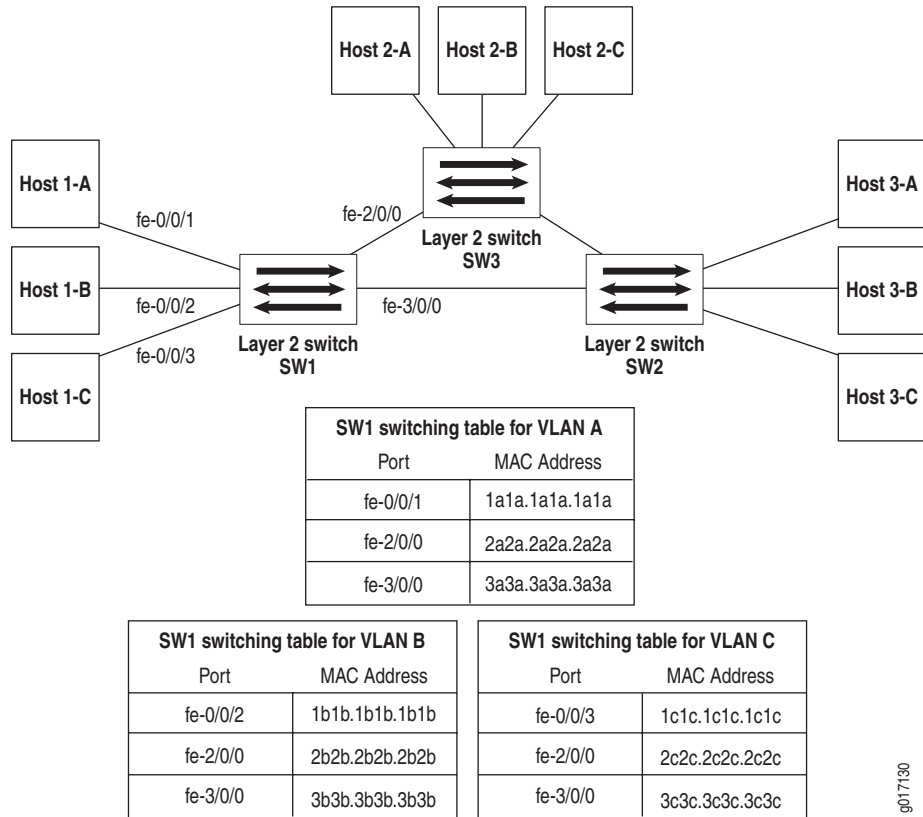 Host 2-A
Host 2-B
Host 2-C
Host 1-A
Host 3-A
fe-0/0/1
fe-2/0/0
Layer 2 switch
SW3
Host 1-B
Host 3-B
fe-0/0/2
fe-3/0/0
fe-0/0/3
Layer 2 switch
SW1
Layer 2 switch
SW2
Host 1-C
Host 3-C
SW1 switching table for VLAN A
Port MAC Address
fe-0/0/1 1a1a.1a1a.1a1a
fe-2/0/0 2a2a.2a2a.2a2a
fe-3/0/0 3a3a.3a3a.3a3a
SW1 switching table for VLAN B
Port MAC Address
fe-0/0/2 1b1b.1b1b.1b1b
fe-2/0/0 2b2b.2b2b.2b2b
fe-3/0/0 3b3b.3b3b.3b3b
SW1 switching table for VLAN C
Port MAC Address
fe-0/0/3 1c1c.1c1c.1c1c
fe-2/0/0 2c2c.2c2c.2c2c
fe-3/0/0 3c3c.3c3c.3c3c
g017130